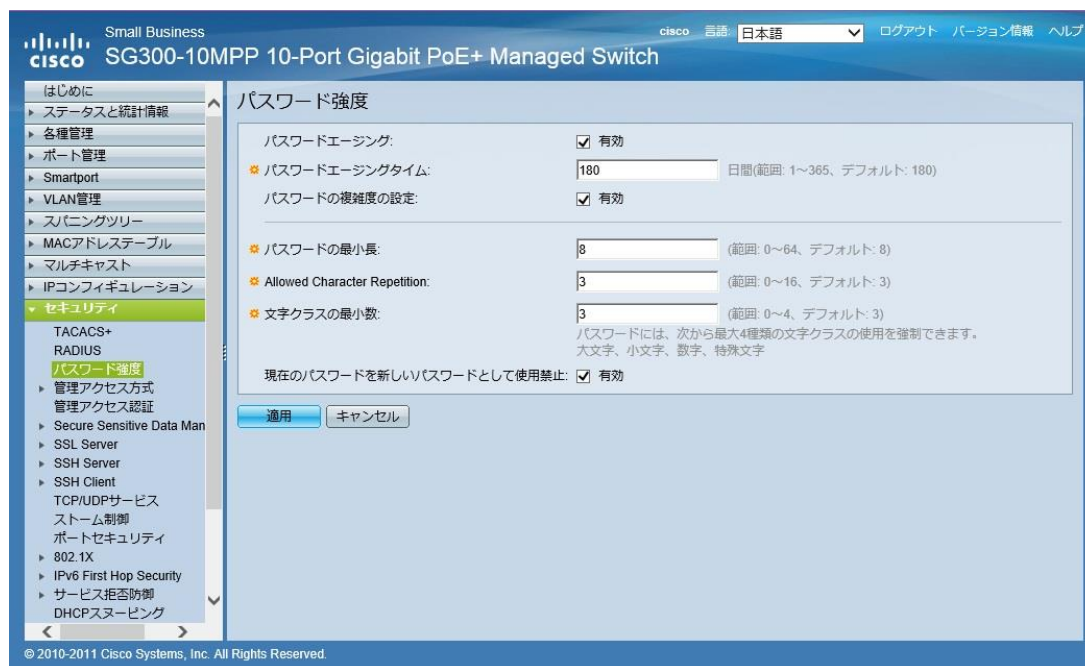 Small Business
cisco 言語 日本語 ログアウト バージョン情報 ヘルプ
CISCO SG300-10MPP 10-Port Gigabit PoE+ Managed Switch
はじめに
ステータスと統計情報
各種管理
ポート管理
Smartport
VLAN管理
スパニングツリー
MACアドレステーブル
マルチキャスト
IPコンフィギュレーション
セキュリティ
TACACS+
RADIUS
パスワード強度
管理アクセス方式
管理アクセス認証
Secure Sensitive Data Man
SSL Server
SSH Server
SSH Client
TCP/UDPサービス
ストーム制御
ポートセキュリティ
802.1X
IPv6 First Hop Security
サービス拒否防御
DHCPスヌーピング
パスワード強度
パスワードエージング: 有効
パスワードエージングタイム: 180 日間(範囲: 1~365、デフォルト: 180)
パスワードの複雑度の設定: 有効
パスワードの最小長: 8 (範囲: 0~64、デフォルト: 8)
Allowed Character Repetition: 3 (範囲: 0~16、デフォルト: 3)
文字クラスの最小数: 3 (範囲: 0~4、デフォルト: 3)
パスワードには、次から最大4種類の文字クラスの使用を強制できます。
大文字、小文字、数字、特殊文字
現在のパスワードを新しいパスワードとして使用禁止: 有効
適用 キャンセル
© 2010-2011 Cisco Systems, Inc. All Rights Reserved.